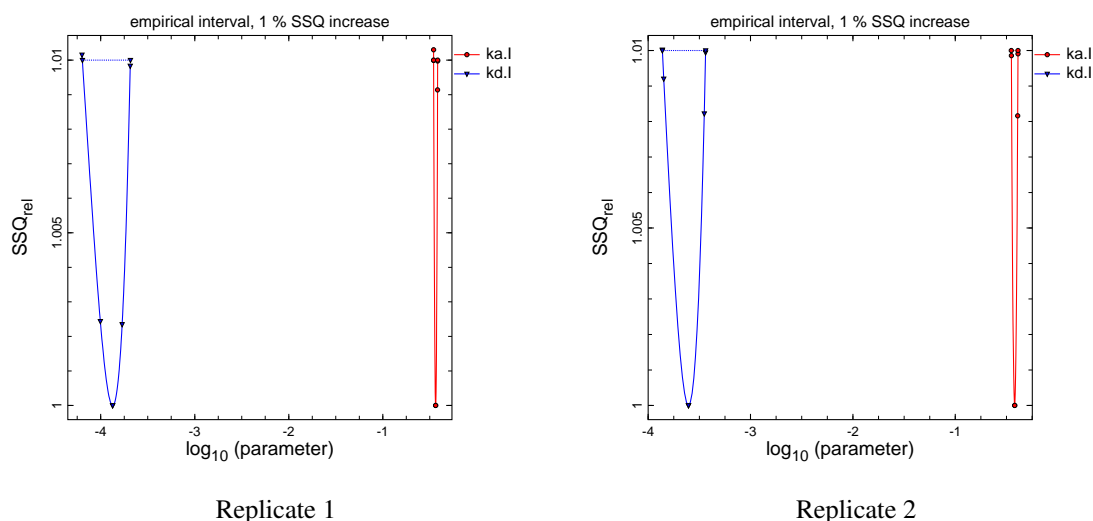 empirical interval, 1 % SSQ increase
ka.I
kd.I
1.01
1.005
1
SSQrel
-4 -3 -2 -1
log10 (parameter)
Replicate 1
empirical interval, 1 % SSQ increase
ka.I
kd.I
1.01
1.005
1
SSQrel
-4 -3 -2 -1
log10 (parameter)
Replicate 2